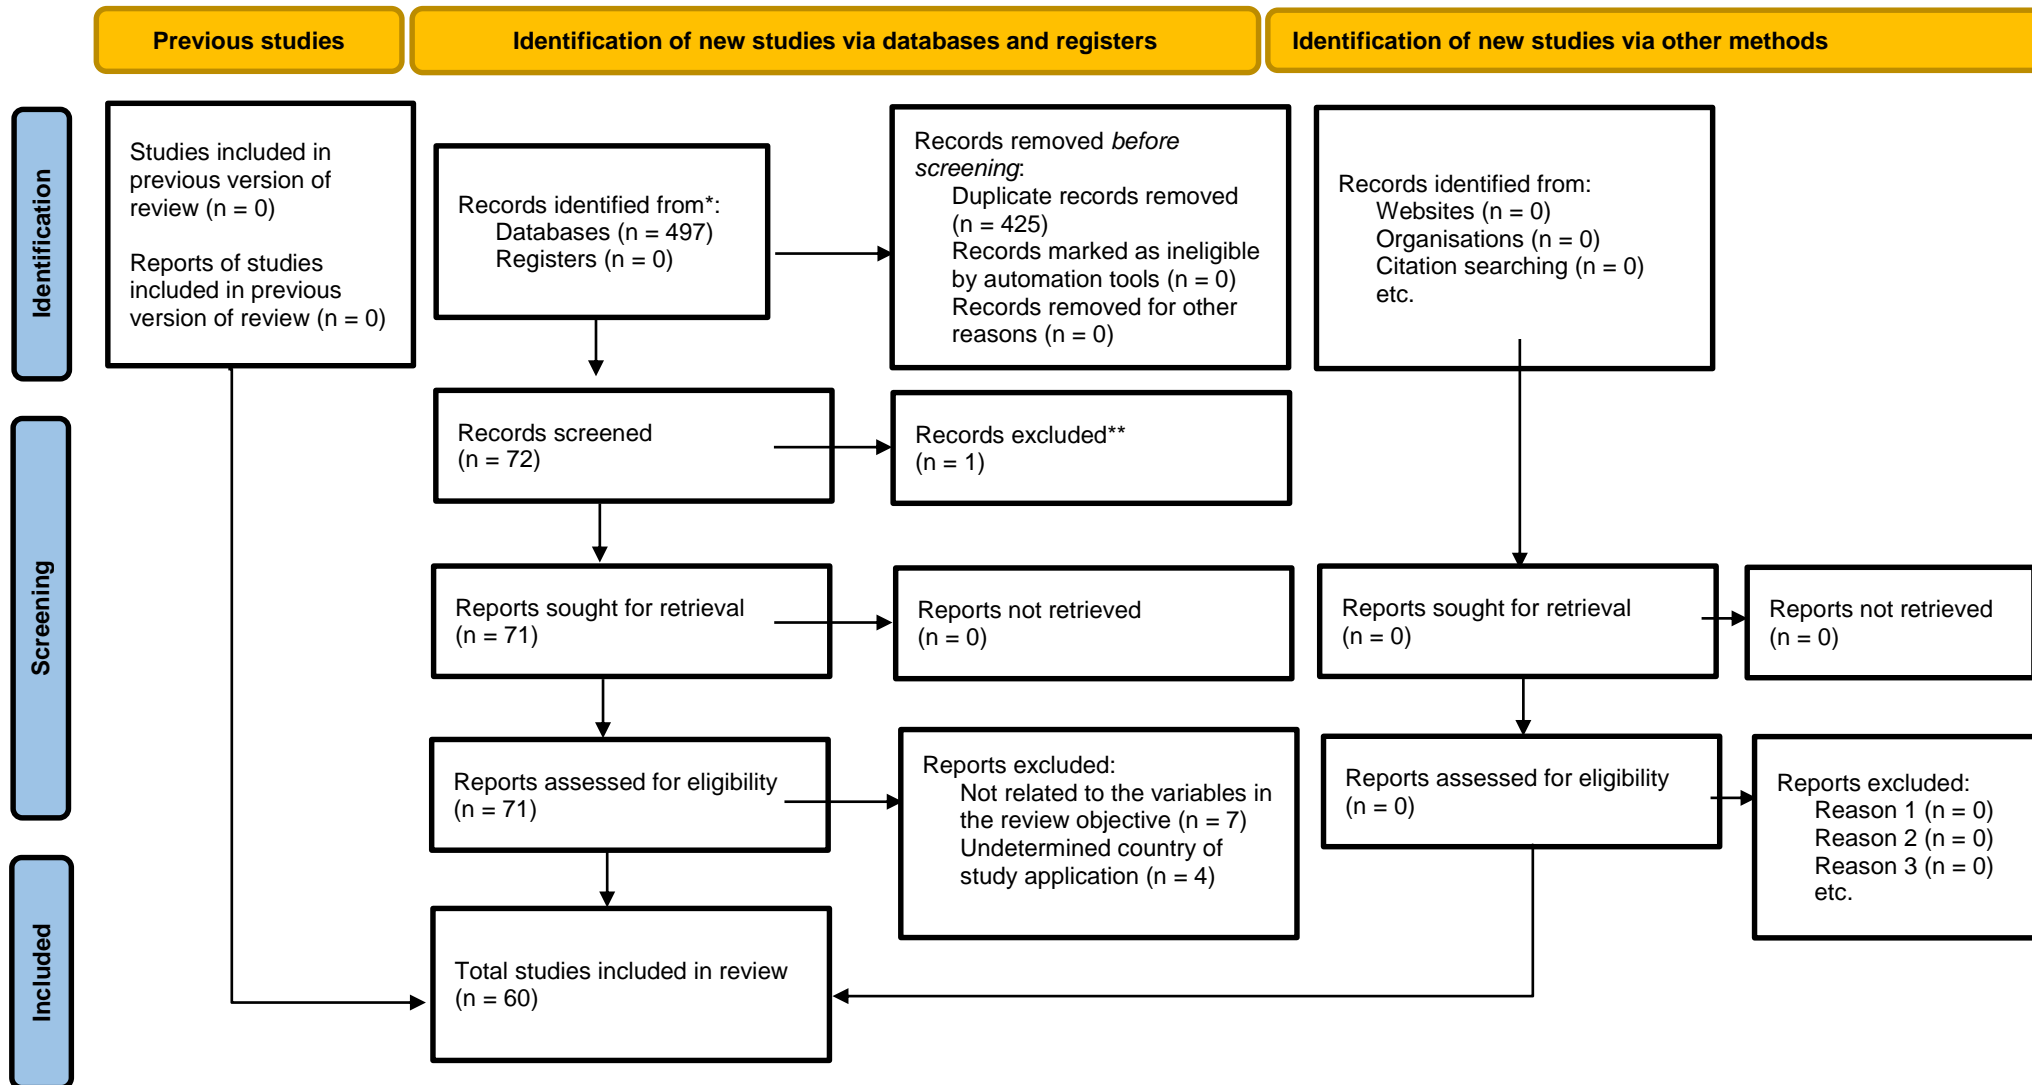 Previous studies
Identification of new studies via databases and registers
Identification of new studies via other methods
Identification
Studies included in
previous version of
review (n = 0)
Reports of studies
included in previous
version of review (n = 0)
Records identified from*:
Databases (n = 497)
Registers (n = 0)
Records removed before
screening:
Duplicate records removed
(n = 425)
Records marked as ineligible
by automation tools (n = 0)
Records removed for other
reasons (n = 0)
Records identified from:
Websites (n = 0)
Organisations (n = 0)
Citation searching (n = 0)
etc.
Screening
Records screened
(n = 72)
Records excluded**
(n = 1)
Reports sought for retrieval
(n = 71)
Reports not retrieved
(n = 0)
Reports sought for retrieval
(n = 0)
Reports not retrieved
(n = 0)
Reports assessed for eligibility
(n = 71)
Reports excluded:
Not related to the variables in
the review objective (n = 7)
Undetermined country of
study application (n = 4)
Reports assessed for eligibility
(n = 0)
Reports excluded:
Reason 1 (n = 0)
Reason 2 (n = 0)
Reason 3 (n = 0)
etc.
Included
Total studies included in review
(n = 60)